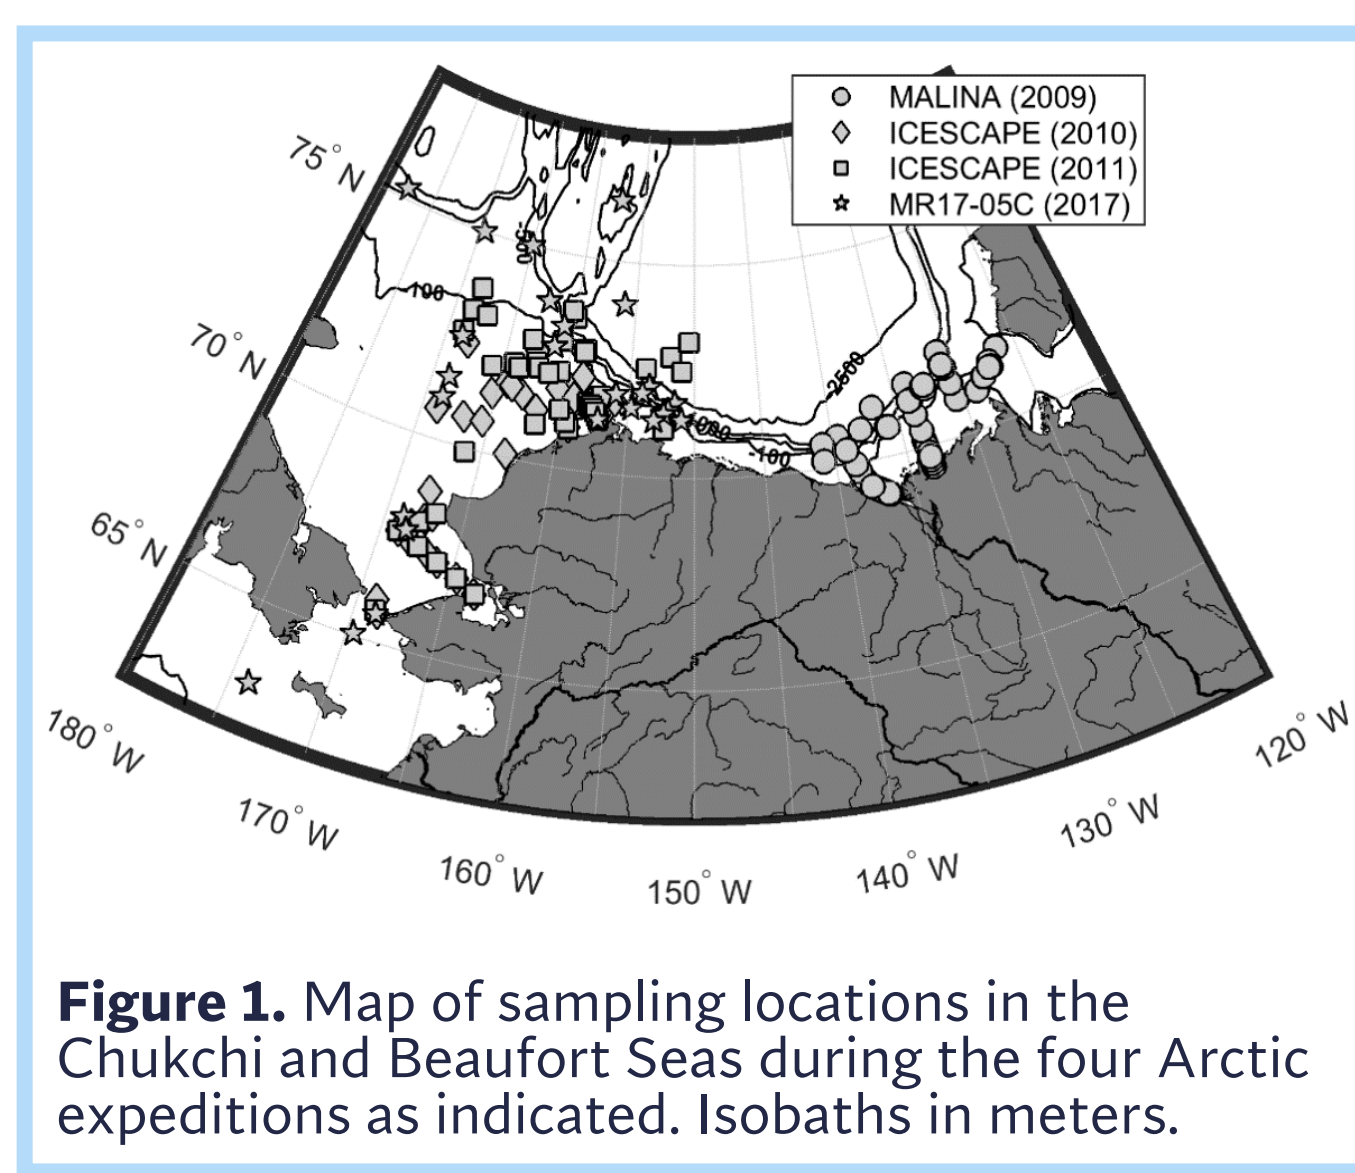 MALINA (2009)
ICESCAPE (2010)
ICESCAPE (2011)
MR17-05C (2017)
75° N
70° N
65° N
-500
-100
-2500
-1000
-100
180° W
170° W
160° W
150° W
140° W
130° W
120° W
Figure 1. Map of sampling locations in the
Chukchi and Beaufort Seas during the four Arctic
expeditions as indicated. Isobaths in meters.